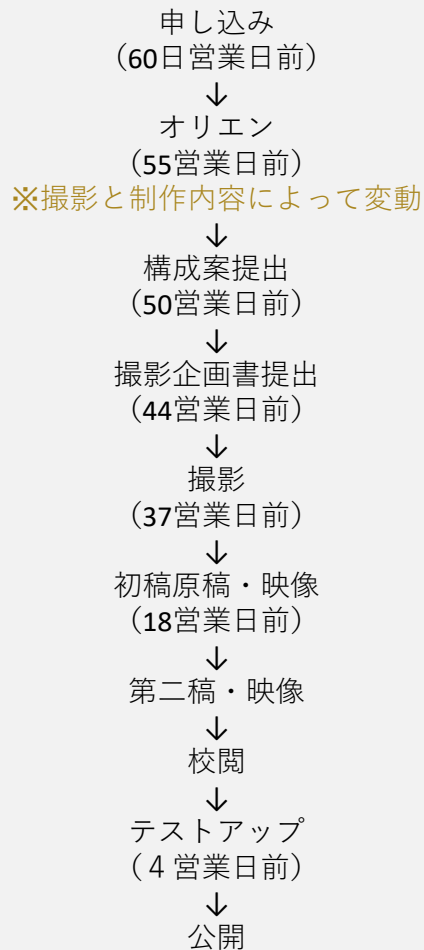 申し込み
（60日営業日前）
↓
オリエン
（55営業日前）
※撮影と制作内容によって変動
↓
構成案提出
（50営業日前）
↓
撮影企画書提出
（44営業日前）
↓
撮影
（37営業日前）
↓
初稿原稿・映像
（18営業日前）
↓
第二稿・映像
↓
校閲
↓
テストアップ
（４営業日前）
↓
公開